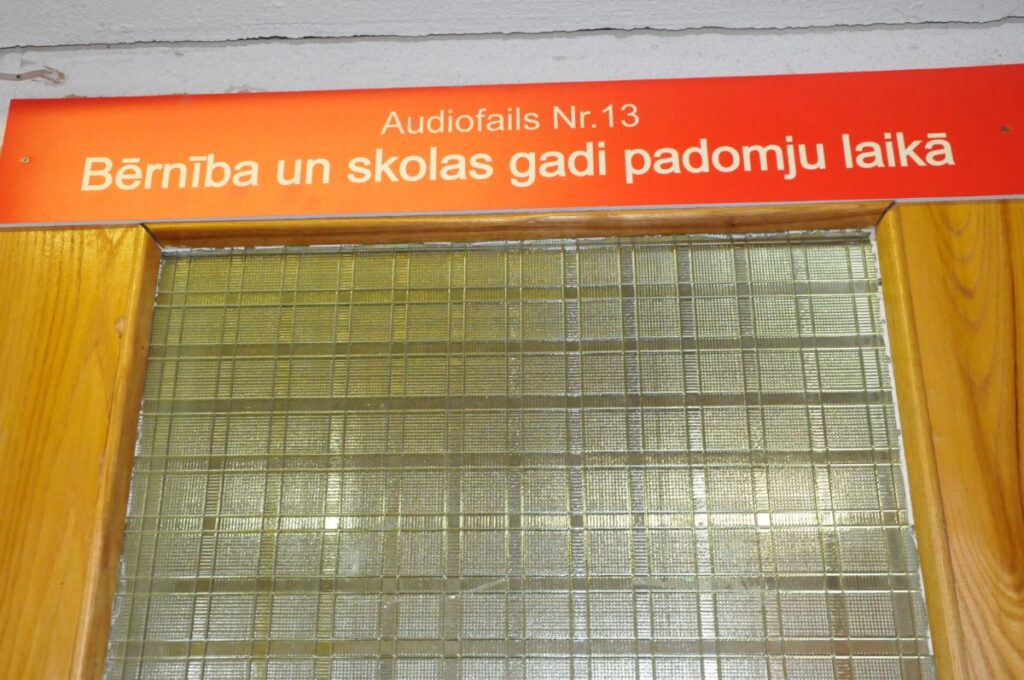 Audiofails Nr.13
Bērnība un skolas gadi padomju laikā